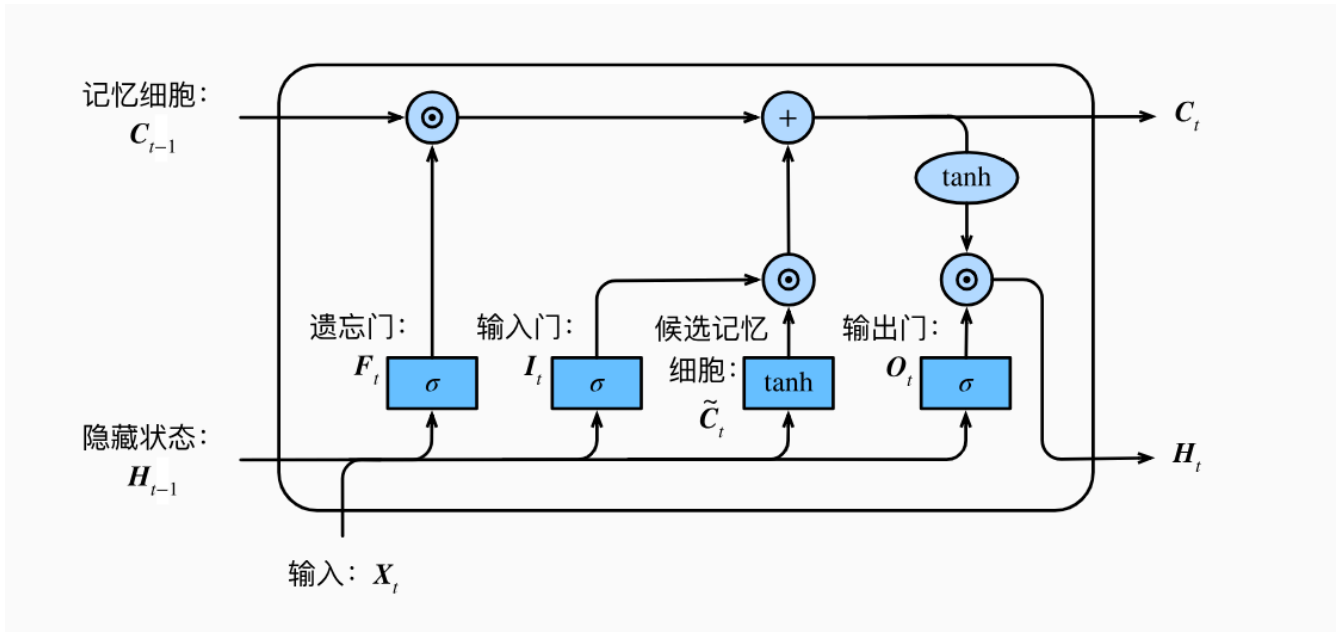 记忆细胞：
C_{t-1}
⊙
+
C_t
tanh
⊙
⊙
遗忘门：
F_t
σ
输入门：
I_t
σ
候选记忆
细胞：
C̃_t
tanh
输出门：
O_t
σ
隐藏状态：
H_{t-1}
H_t
输入：X_t